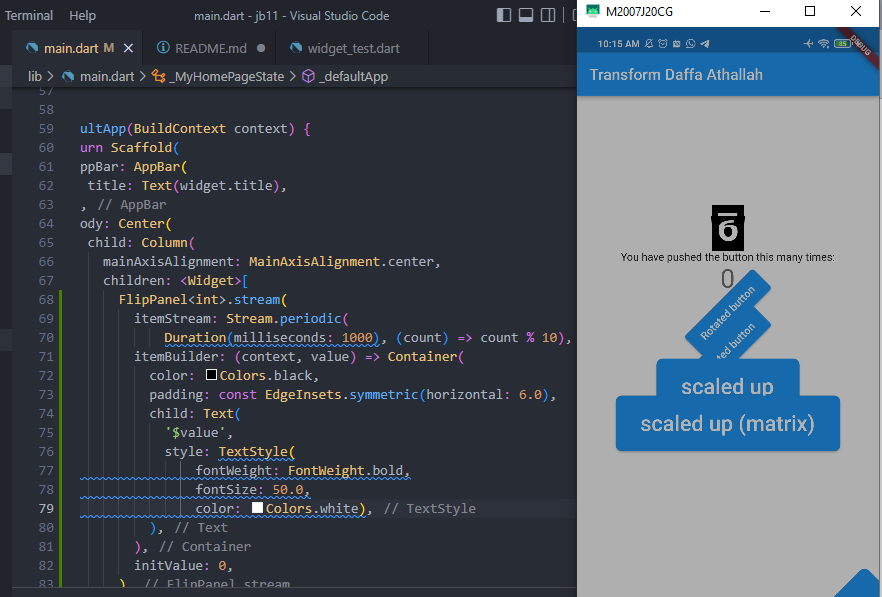 Terminal Help main.dart - jb11 - Visual Studio Code
main.dart M README.md widget_test.dart
lib > main.dart > _MyHomePageState > _defaultApp
57
58
59 ultApp(BuildContext context) {
60 urn Scaffold(
61 ppBar: AppBar(
62 title: Text(widget.title),
63 , // AppBar
64 ody: Center(
65 child: Column(
66 mainAxisAlignment: MainAxisAlignment.center,
67 children: <Widget>[
68 FlipPanel<int>.stream(
69 itemStream: Stream.periodic(
70 Duration(milliseconds: 1000), (count) => count % 10),
71 itemBuilder: (context, value) => Container(
72 color: Colors.black,
73 padding: const EdgeInsets.symmetric(horizontal: 6.0),
74 child: Text(
75 '$value',
76 style: TextStyle(
77 fontWeight: FontWeight.bold,
78 fontSize: 50.0,
79 color: Colors.white), // TextStyle
80 ), // Text
81 ), // Container
82 initValue: 0,
83 ), // FlipPanel.stream
M2007J20CG
10:15 AM 85
DEBUG
Transform Daffa Athallah
You have pushed the button this many times:
0
Rotated button
ted button
scaled up
scaled up (matrix)